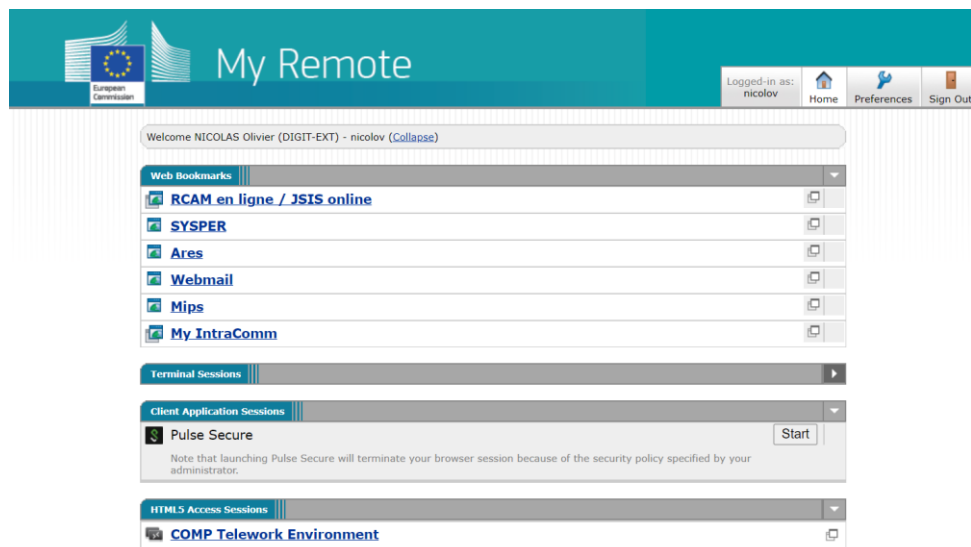 My Remote
European
Commission
Logged-in as:
nicolov
Home
Preferences
Sign Out
Welcome NICOLAS Olivier (DIGIT-EXT) - nicolov (Collapse)
Web Bookmarks
RCAM en ligne / JSIS online
SYSPER
Ares
Webmail
Mips
My IntraComm
Terminal Sessions
Client Application Sessions
Pulse Secure
Start
Note that launching Pulse Secure will terminate your browser session because of the security policy specified by your
administrator.
HTML5 Access Sessions
COMP Telework Environment